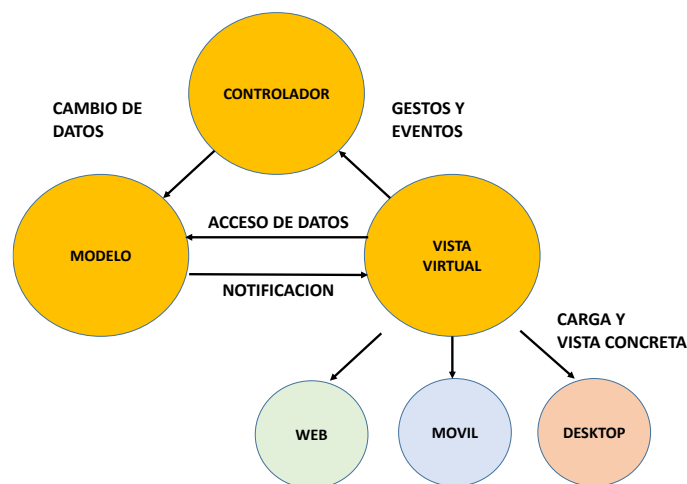 CONTROLADOR
CAMBIO DE
DATOS
GESTOS Y
EVENTOS
ACCESO DE DATOS
MODELO
VISTA
VIRTUAL
NOTIFICACION
CARGA Y
VISTA CONCRETA
WEB
MOVIL
DESKTOP